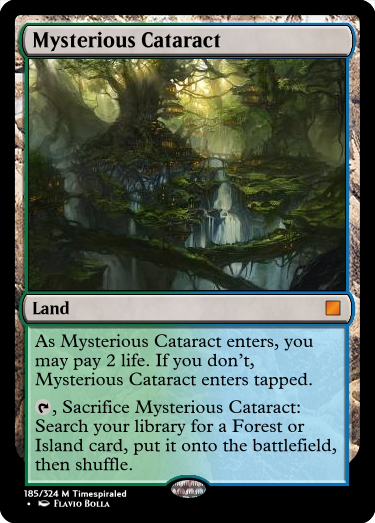 Mysterious Cataract
Land
As Mysterious Cataract enters, you
may pay 2 life. If you don't,
Mysterious Cataract enters tapped.
, Sacrifice Mysterious Cataract:
Search your library for a Forest or
Island card, put it onto the battlefield,
then shuffle.
185/324 M Timespiraled
• Flavio Bolla